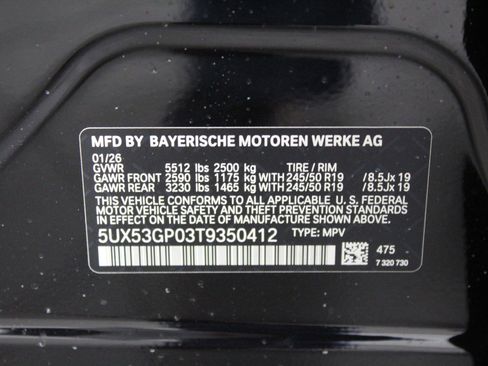 MFD BY BAYERISCHE MOTOREN WERKE AG
01/26
GVWR 5512 lbs 2500 kg TIRE / RIM
GAWR FRONT 2590 lbs 1175 kg WITH 245/50 R19 / 8.5Jx 19
GAWR REAR 3230 lbs 1465 kg WITH 245/50 R19 / 8.5Jx 19
THIS VEHICLE CONFORMS TO ALL APPLICABLE U. S. FEDERAL
MOTOR VEHICLE SAFETY, BUMPER, AND THEFT PREVENTION
STANDARDS IN EFFECT ON THE DATE OF MANUFACTURE SHOWN ABOVE.
5UX53GP03T9350412 TYPE: MPV
475
7 320 730